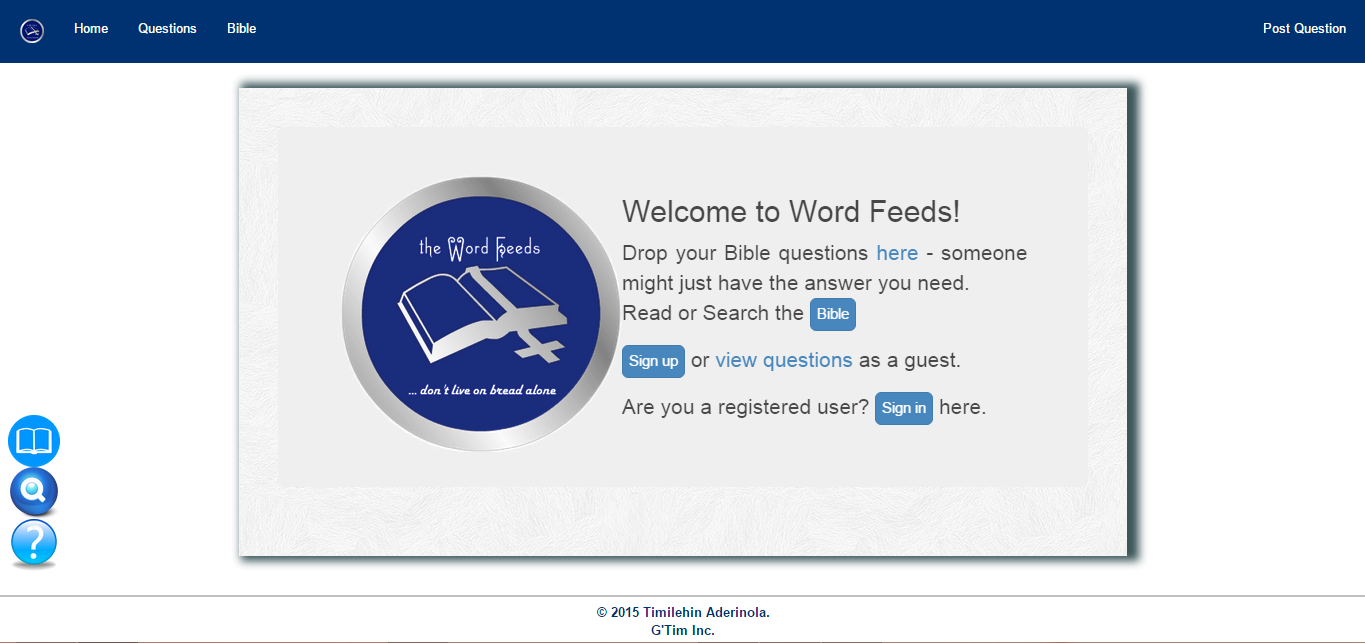 Home Questions Bible Post Question
the Word Feeds
... don't live on bread alone
Welcome to Word Feeds!
Drop your Bible questions here - someone
might just have the answer you need.
Read or Search the Bible
Sign up or view questions as a guest.
Are you a registered user? Sign in here.
?
© 2015 Timilehin Aderinola.
G'Tim Inc.